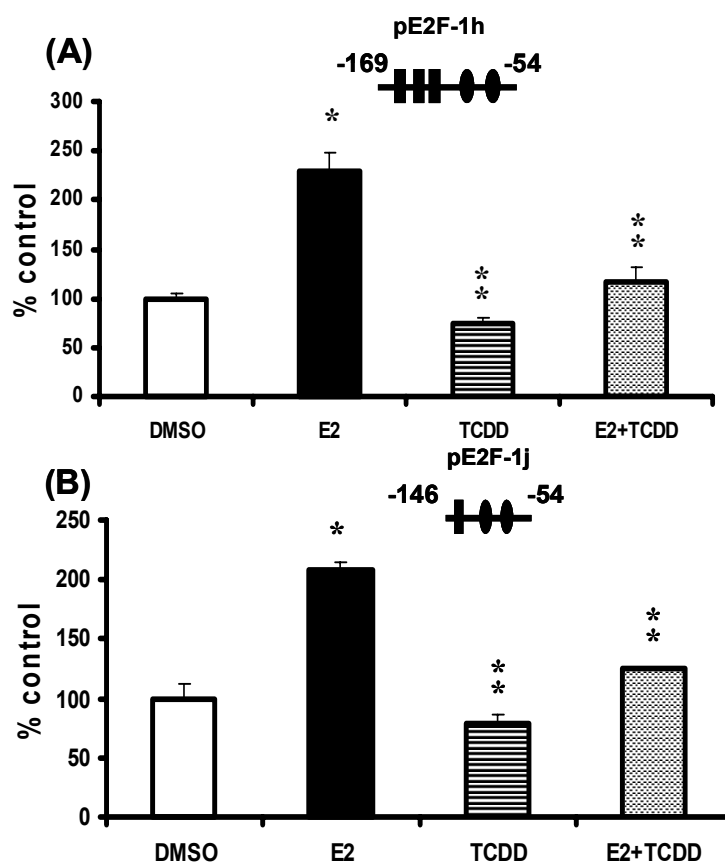 pE2F-1h
(A)
-169 -54
300
*
250
200
**
150
**
100
50
0
% control
DMSO E2 TCDD E2+TCDD
pE2F-1j
(B)
-146 -54
250
*
200
**
150
**
100
50
0
% control
DMSO E2 TCDD E2+TCDD